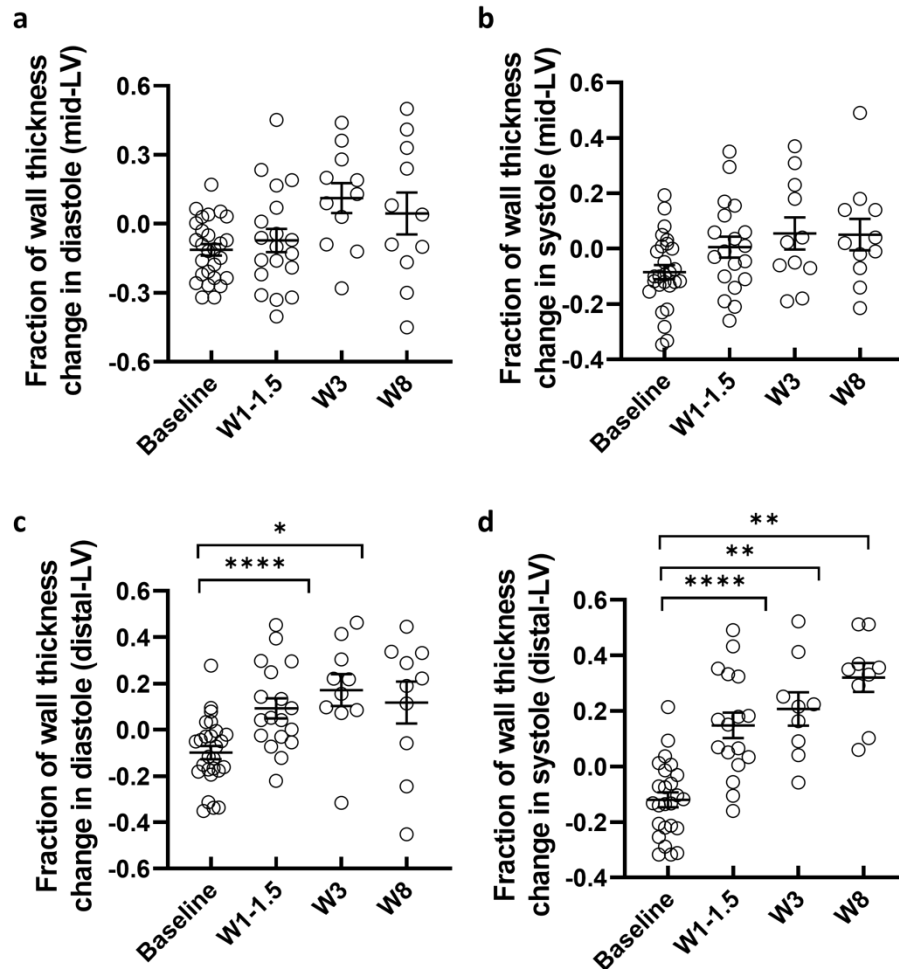 a
Fraction of wall thickness
change in diastole (mid-LV)
0.6
0.3
0.0
-0.3
-0.6
Baseline
W1-1.5
W3
W8
b
Fraction of wall thickness
change in systole (mid-LV)
0.6
0.4
0.2
0.0
-0.2
-0.4
Baseline
W1-1.5
W3
W8
c
Fraction of wall thickness
change in diastole (distal-LV)
*
****
0.6
0.4
0.2
0.0
-0.2
-0.4
-0.6
Baseline
W1-1.5
W3
W8
d
Fraction of wall thickness
change in systole (distal-LV)
**
**
****
0.6
0.4
0.2
0.0
-0.2
-0.4
Baseline
W1-1.5
W3
W8